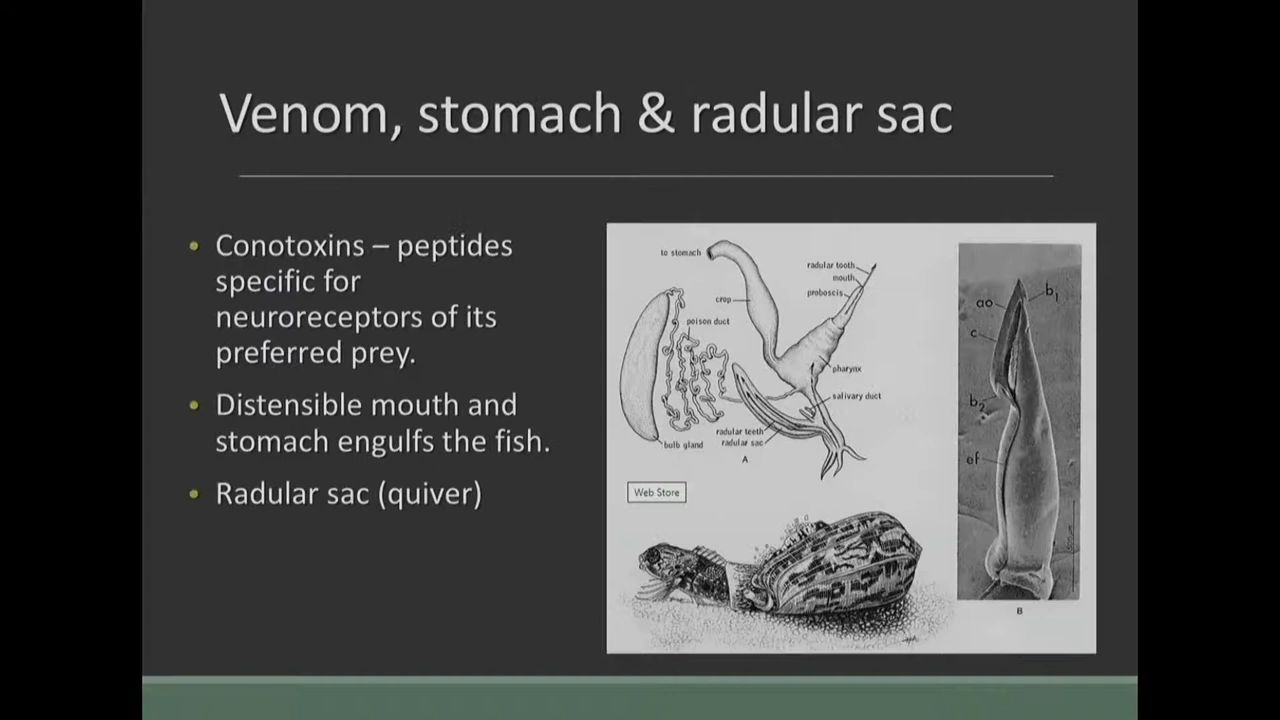 Venom, stomach & radular sac
• Conotoxins – peptides
specific for
neuroreceptors of its
preferred prey.
• Distensible mouth and
stomach engulfs the fish.
• Radular sac (quiver)
to stomach
radular tooth
mouth
proboscis
crop
poison duct
pharynx
salivary duct
radular teeth
radular sac
bulb gland
A
Web Store
ao
b1
c
b2
ef
B